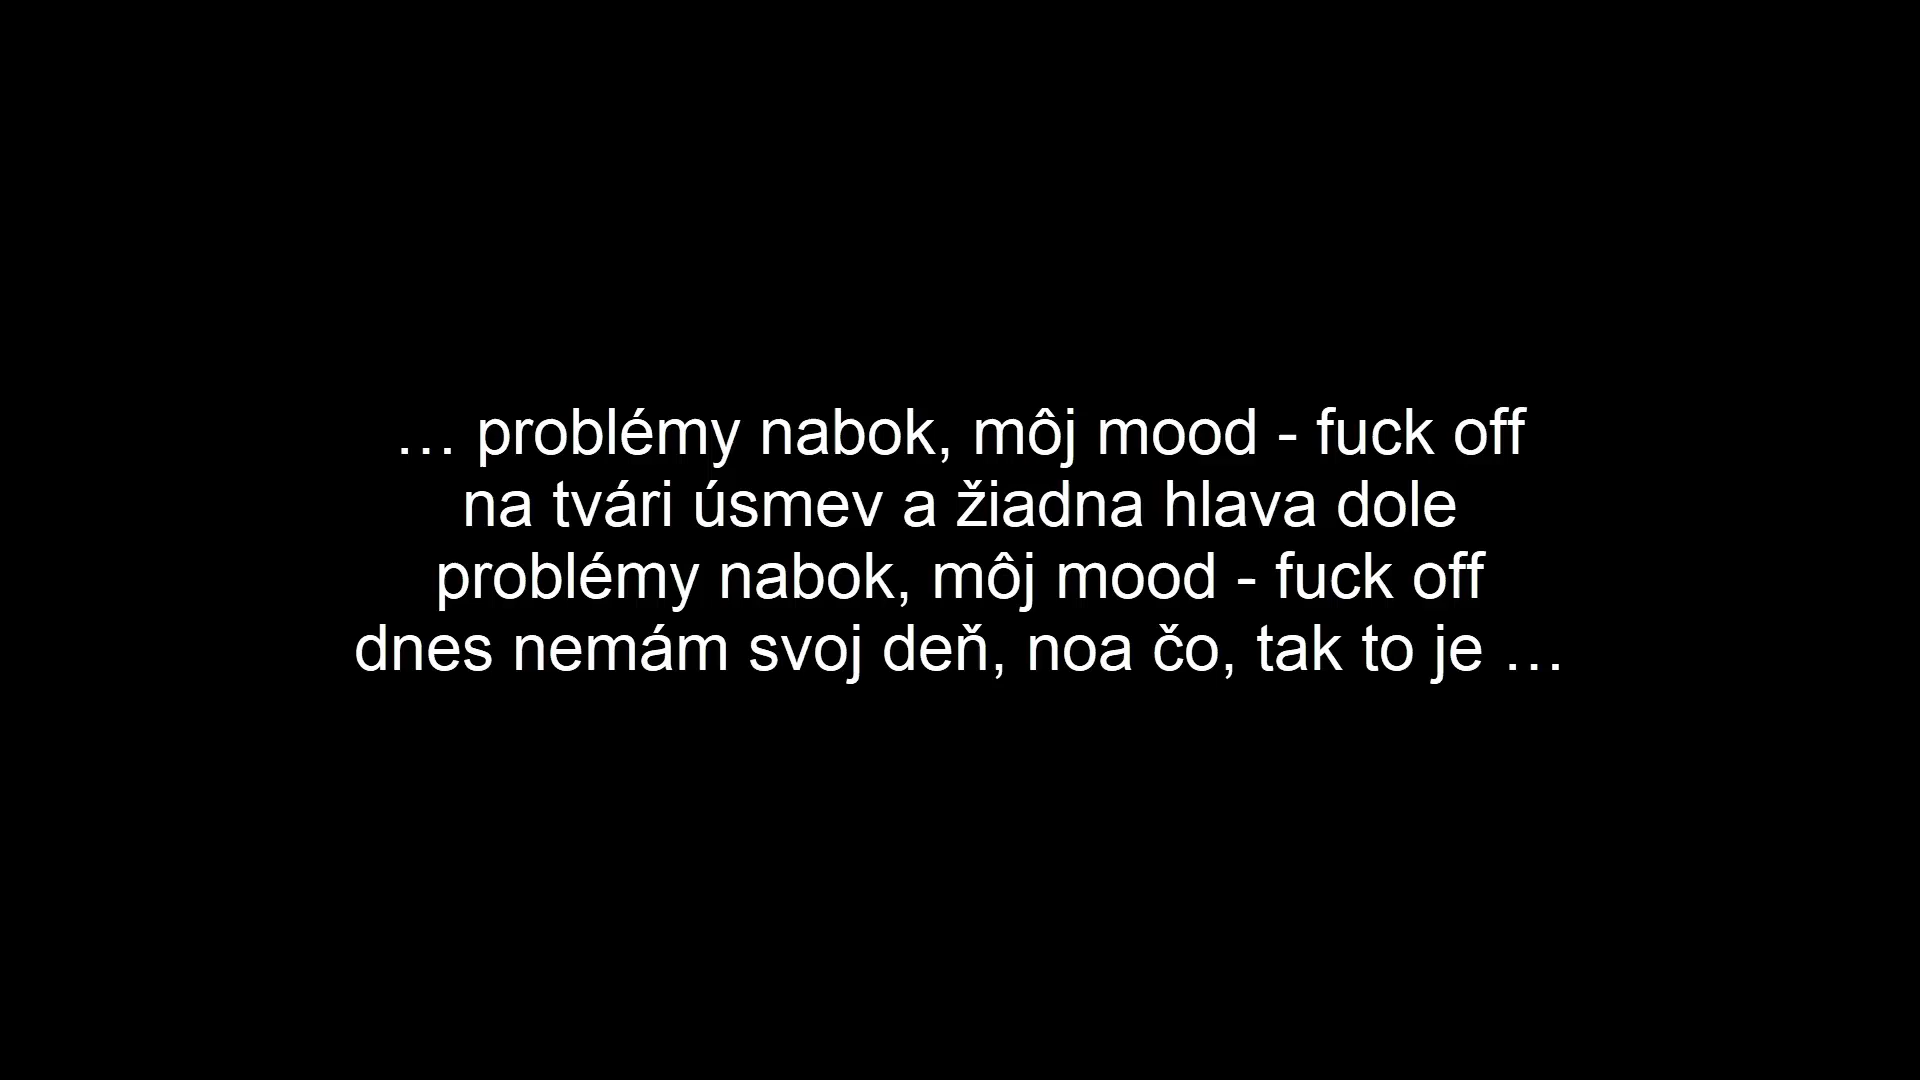 … problémy nabok, môj mood - fuck off
na tvári úsmev a žiadna hlava dole
problémy nabok, môj mood - fuck off
dnes nemám svoj deň, noa čo, tak to je …